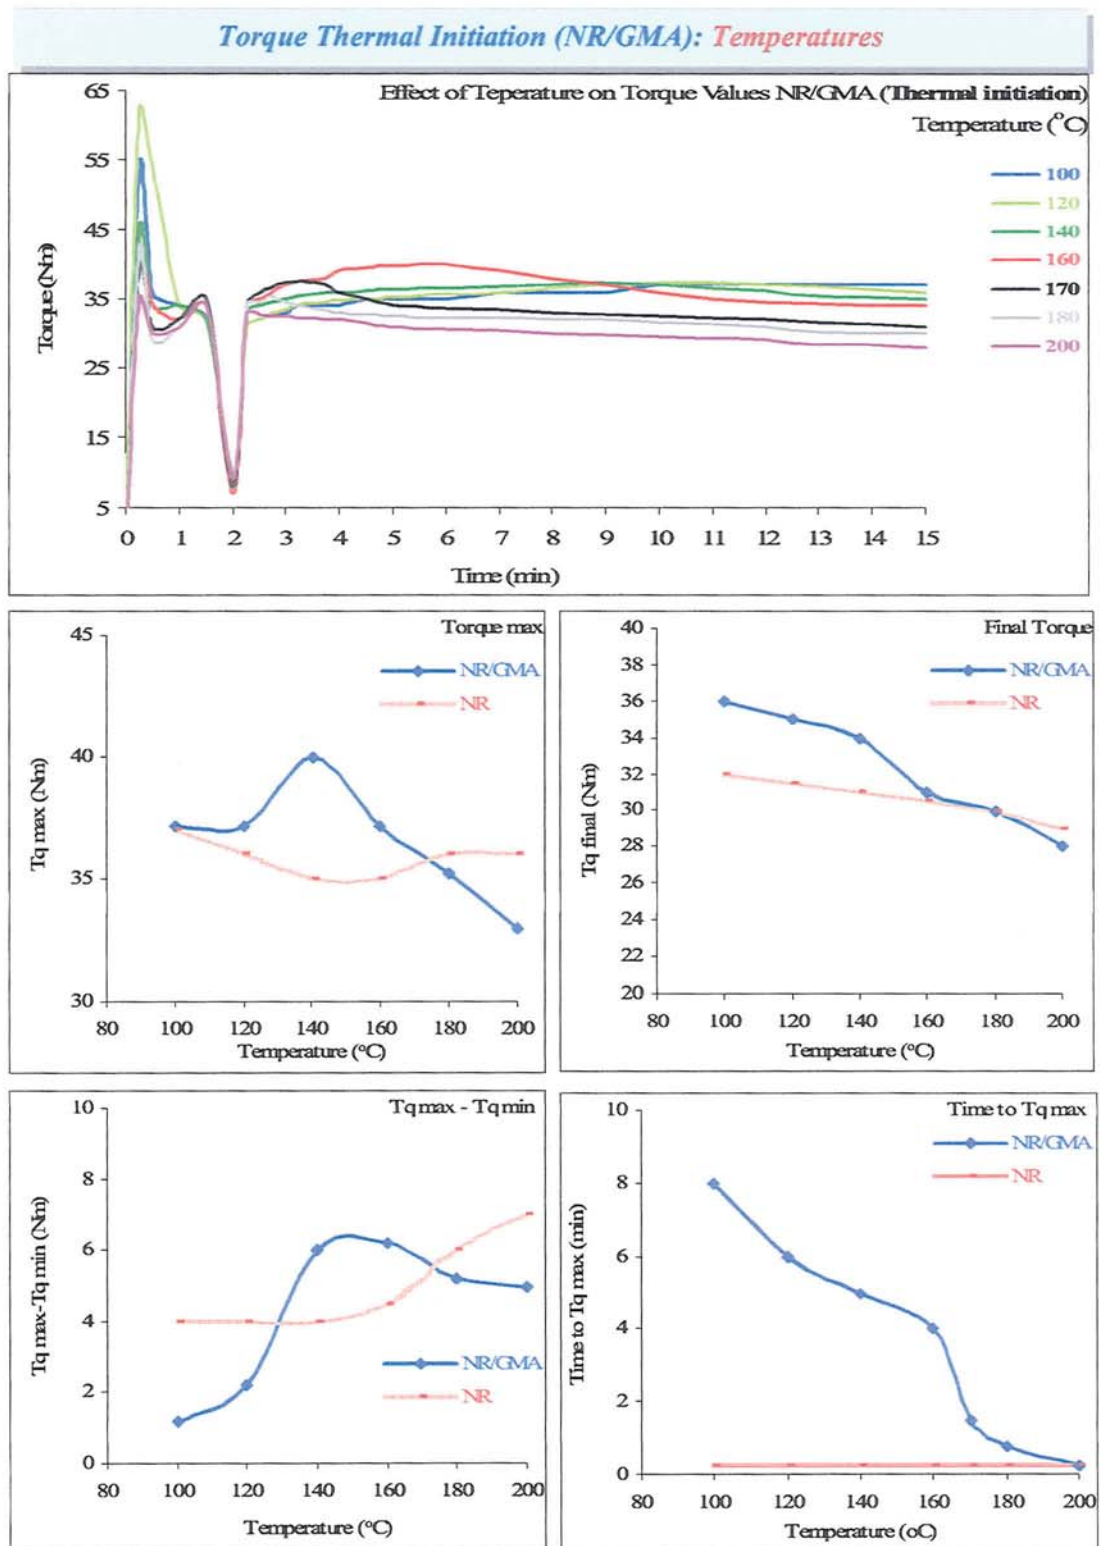 Torque Thermal Initiation (NR/GMA): Temperatures
Effect of Teperature on Torque Values NR/GMA (Thermal initiation)
Temperature (°C)
65
55
45
35
25
15
5
Torque (Nm)
100
120
140
160
170
180
200
0 1 2 3 4 5 6 7 8 9 10 11 12 13 14 15
Time (min)
Torque max
NR/GMA
NR
45
40
35
30
Tq max (Nm)
80 100 120 140 160 180 200
Temperature (°C)
Final Torque
NR/GMA
NR
40
38
36
34
32
30
28
26
24
22
20
Tq final (Nm)
80 100 120 140 160 180 200
Temperature (°C)
Tq max - Tq min
10
8
6
4
2
0
Tq max-Tq min (Nm)
NR/GMA
NR
80 100 120 140 160 180 200
Temperature (°C)
Time to Tq max
NR/GMA
NR
10
8
6
4
2
0
Time to Tq max (min)
80 100 120 140 160 180 200
Temperature (oC)